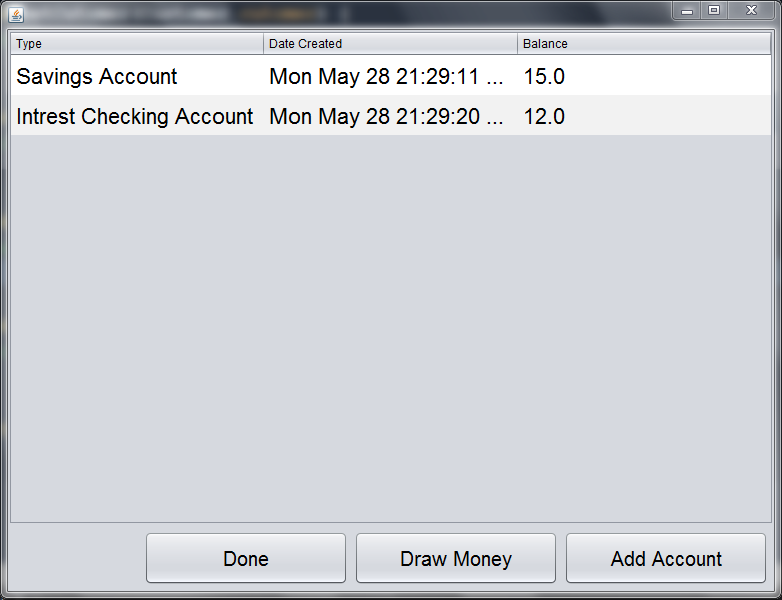 Type Date Created Balance
Savings Account Mon May 28 21:29:11 ... 15.0
Intrest Checking Account Mon May 28 21:29:20 ... 12.0
Done Draw Money Add Account